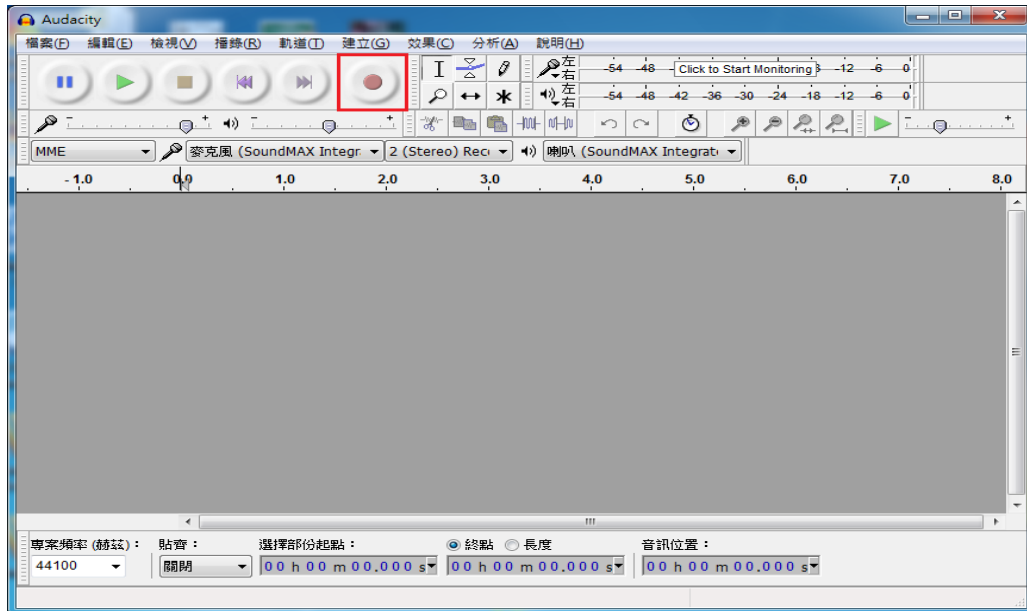 Audacity
檔案(F) 編輯(E) 檢視(V) 播錄(R) 軌道(T) 建立(G) 效果(C) 分析(A) 說明(H)
左 -54 -48 - Click to Start Monitoring -12 -6 0
右
左 -54 -48 -42 -36 -30 -24 -18 -12 -6 0
右
- + - + - +
MME 麥克風 (SoundMAX Integr 2 (Stereo) Rec 喇叭 (SoundMAX Integrat
- 1.0 0.0 1.0 2.0 3.0 4.0 5.0 6.0 7.0 8.0
專案頻率 (赫茲)： 貼齊： 選擇部份起點： 終點 長度 音訊位置：
44100 關閉 00 h 00 m 00.000 s 00 h 00 m 00.000 s 00 h 00 m 00.000 s